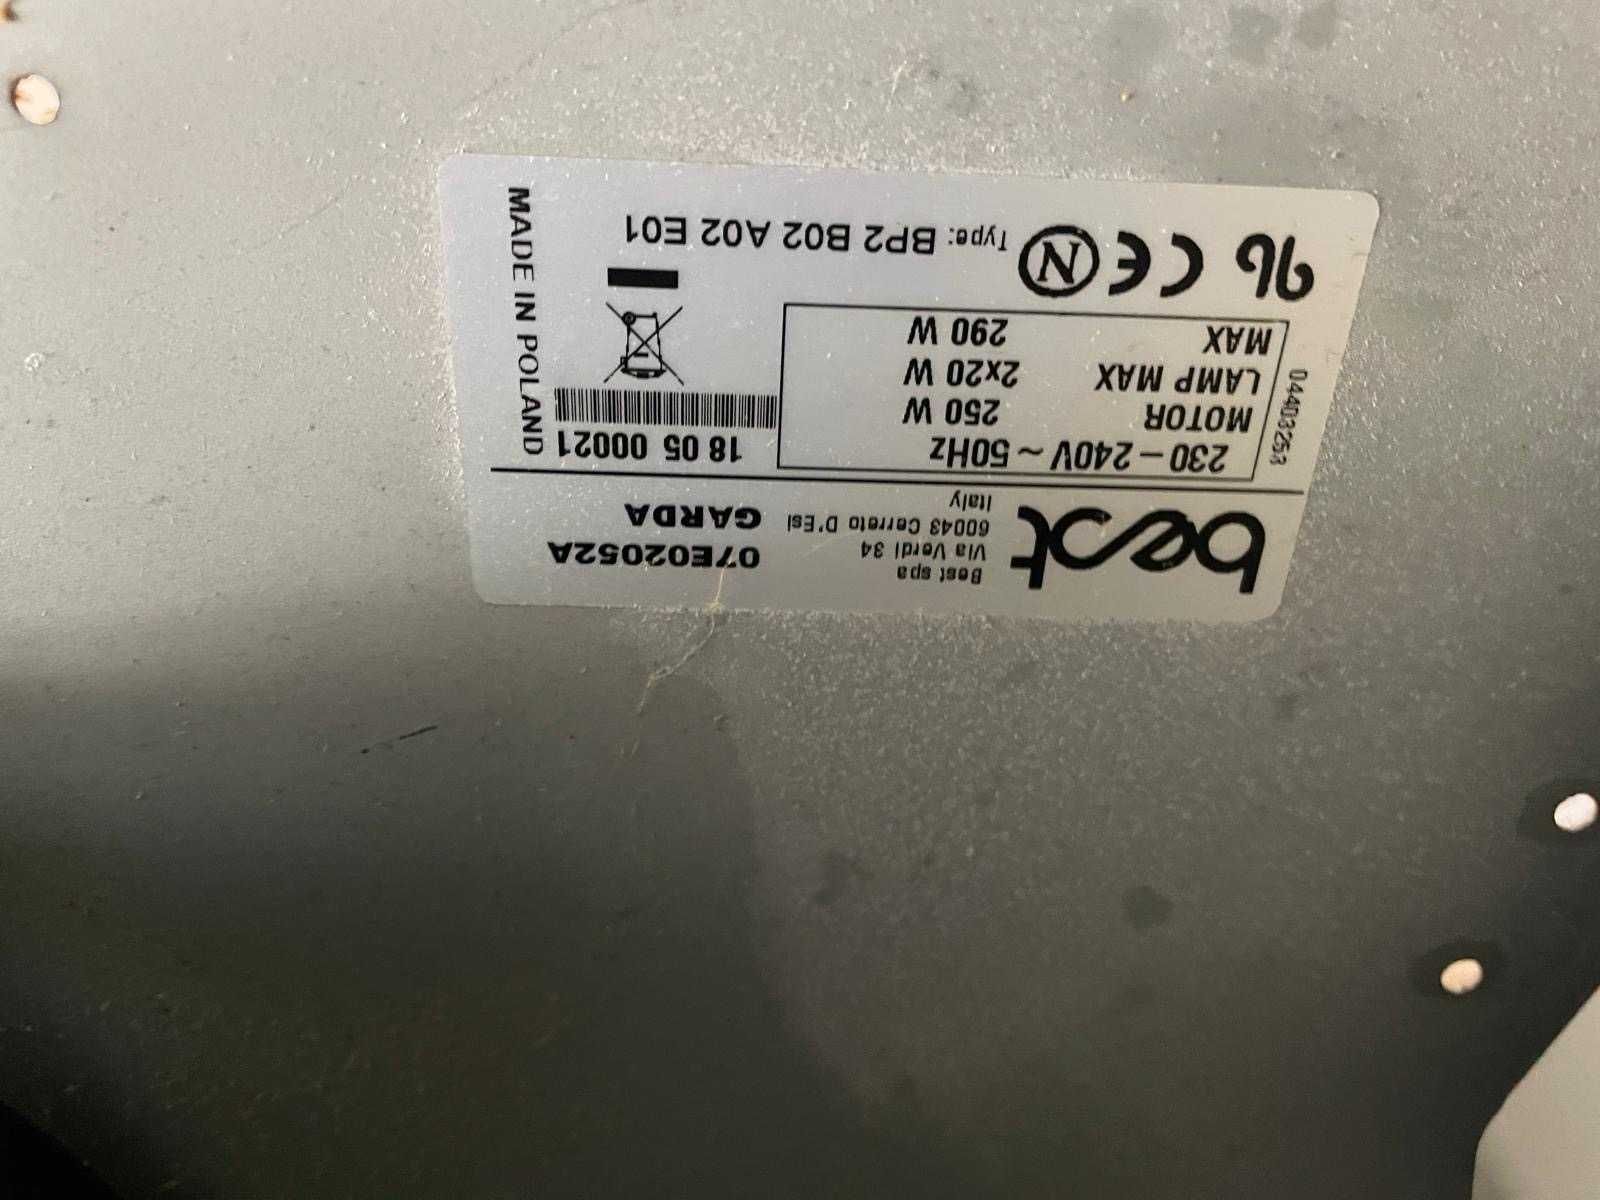 best
Best spa
Via Verdi 34
60043 Cerreto D'Esi
Italy
07E02052A
GARDA
230 – 240V ~ 50Hz
MOTOR 250 W
LAMP MAX 2x20 W
MAX 290 W
18 05 00021
MADE IN POLAND
04403253
CE N
Type: BP2 B02 A02 E01